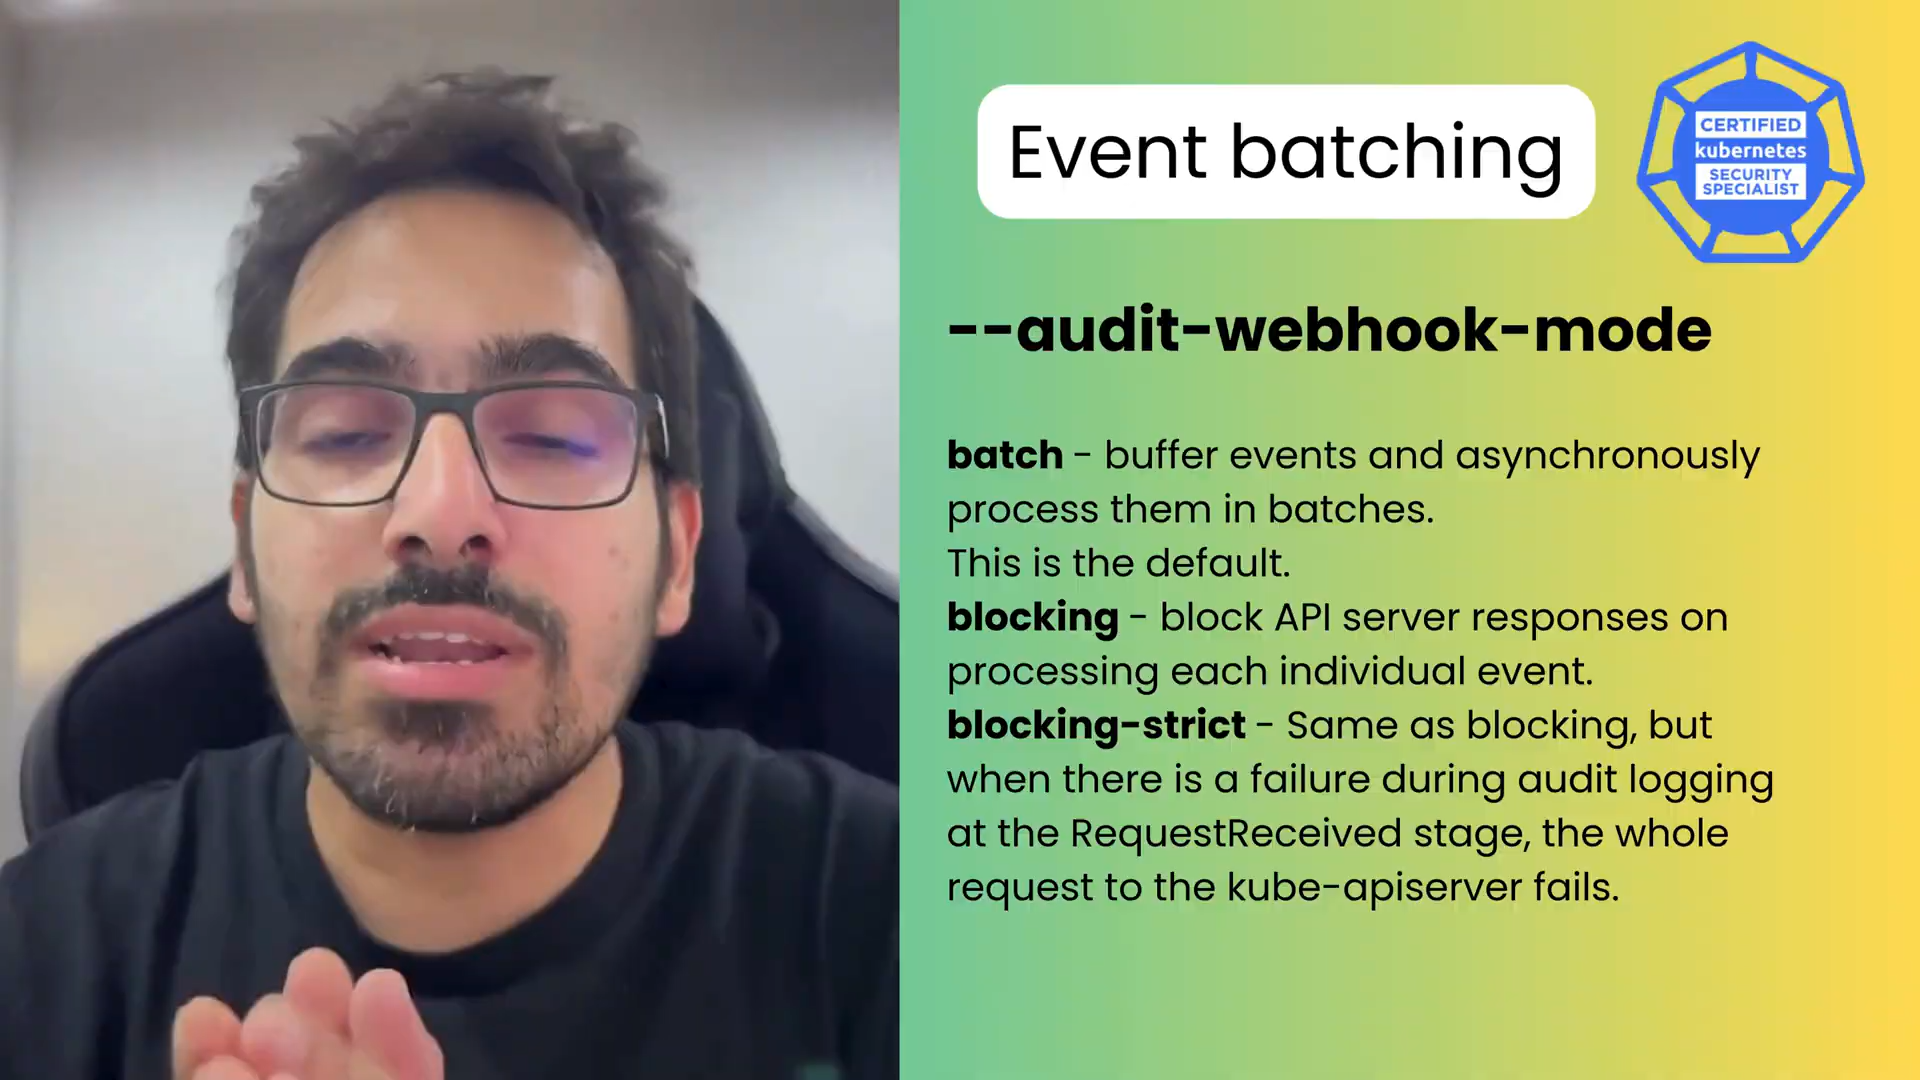 Event batching
CERTIFIED
kubernetes
SECURITY
SPECIALIST
--audit-webhook-mode
batch - buffer events and asynchronously
process them in batches.
This is the default.
blocking - block API server responses on
processing each individual event.
blocking-strict - Same as blocking, but
when there is a failure during audit logging
at the RequestReceived stage, the whole
request to the kube-apiserver fails.